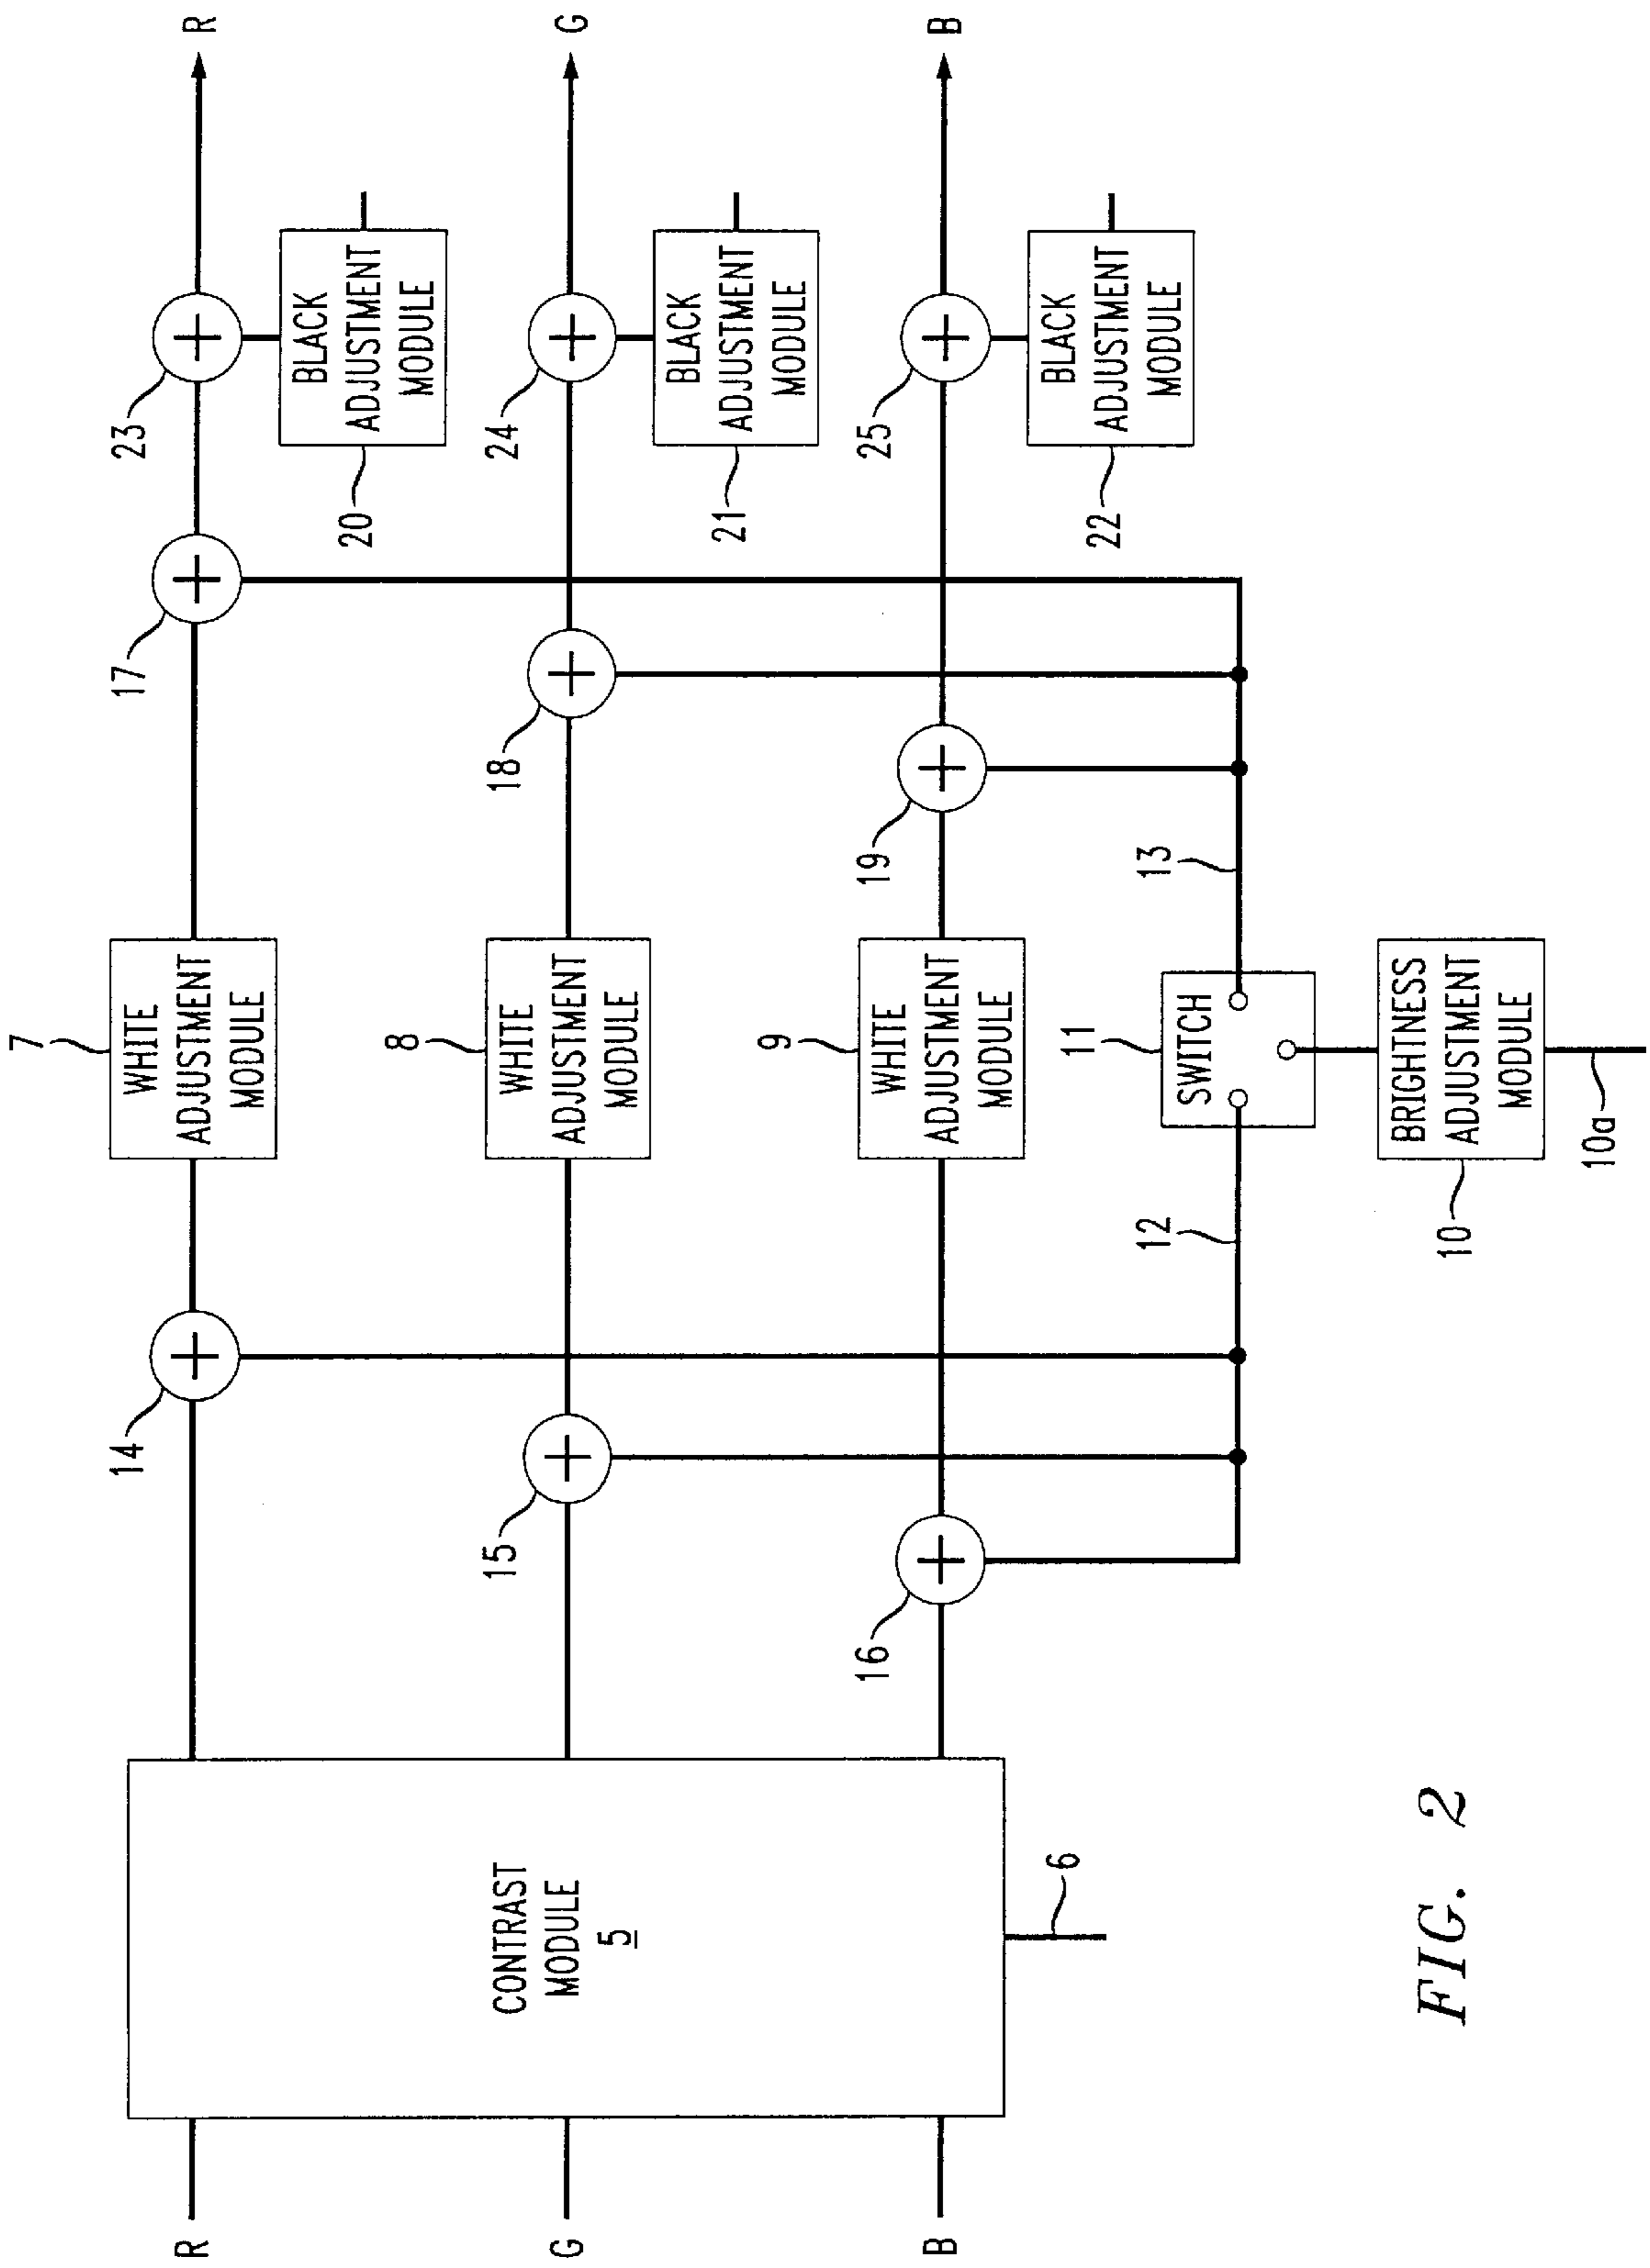 R
G
B
CONTRAST
MODULE
5
6
14
15
16
7
WHITE
ADJUSTMENT
MODULE
8
WHITE
ADJUSTMENT
MODULE
9
WHITE
ADJUSTMENT
MODULE
12
11
SWITCH
13
10
BRIGHTNESS
ADJUSTMENT
MODULE
10a
17
18
19
23
20
BLACK
ADJUSTMENT
MODULE
24
21
BLACK
ADJUSTMENT
MODULE
25
22
BLACK
ADJUSTMENT
MODULE
R
G
B
FIG. 2